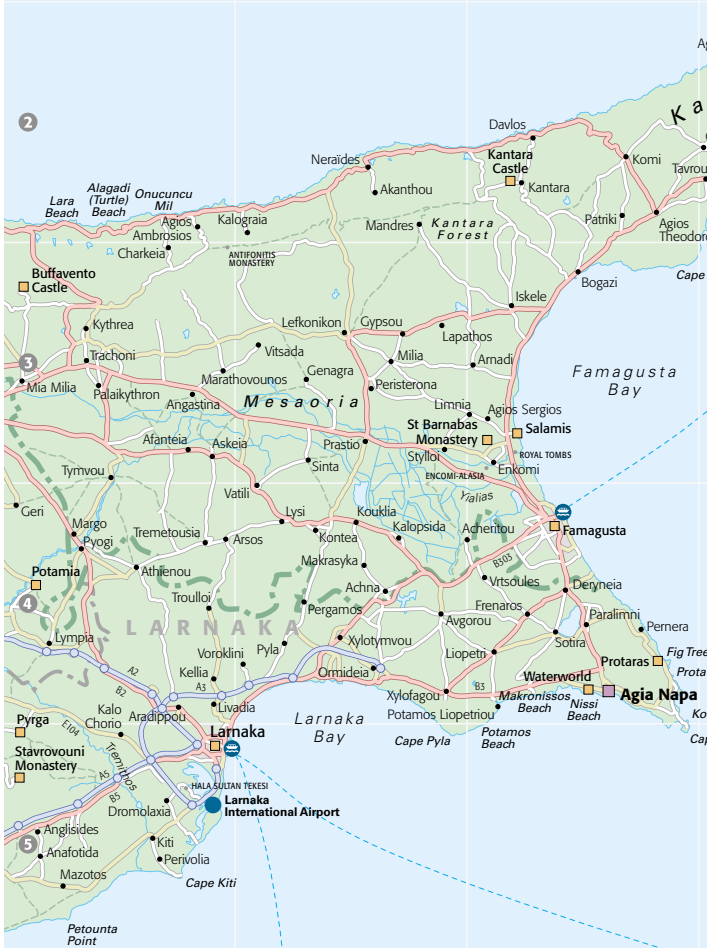 2
Davlos
Ka
Neraïdes
Kantara
Castle
Komi
Akanthou
Kantara
Tavrou
Lara
Beach
Alagadi
(Turtle)
Beach
Onucuncu
Mil
Agios
Ambrosios
Kalograia
Mandres
Kantara
Forest
Patriki
Agios
Theodor
Charkeia
ANTIFONITIS
MONASTERY
Buffavento
Castle
Bogazi
Cape
Iskele
Kythrea
Lefkonikon
Gypsou
Lapathos
Trachoni
Vitsada
Milia
Arnadi
3
Mia Milia
Palaikythron
Marathovounos
Genagra
Peristerona
Famagusta
Bay
Angastina
Mesaoria
Limnia
Agios Sergios
Afanteia
Askeia
Prastio
St Barnabas
Monastery
Salamis
Stylloi
ROYAL TOMBS
Sinta
Enkomi
ENCOMI-ALASIA
Tymvou
Vatili
Yialias
Geri
Lysi
Kouklia
Famagusta
Margo
Pyogi
Tremetousia
Arsos
Kontea
Kalopsida
Acheritou
Makrasyka
B303
Potamia
Athienou
Achna
Vrtsoules
Deryneia
4
Troulloi
Pergamos
Avgorou
Frenaros
Paralimni
Pernera
LARNAKA
Lympia
Voroklini
Pyla
Xylotymvou
Liopetri
Sotira
Fig Tree
Protaras
Prota
A2
B2
Kellia
A3
Ormideia
Xylofagou
B3
Waterworld
Makronissos
Beach
Nissi
Beach
Agia Napa
Pyrga
Kalo
Chorio
Aradippou
Livadia
Potamos Liopetriou
Ko
E104
Larnaka
Larnaka
Bay
Cape Pyla
Potamos
Beach
Cap
Stavrovouni
Monastery
Tremithos
A5
B5
HALA SULTAN TEKESI
Dromolaxia
Larnaka
International Airport
5
Anglisides
Anafotida
Kiti
Perivolia
Mazotos
Cape Kiti
Petounta
Point